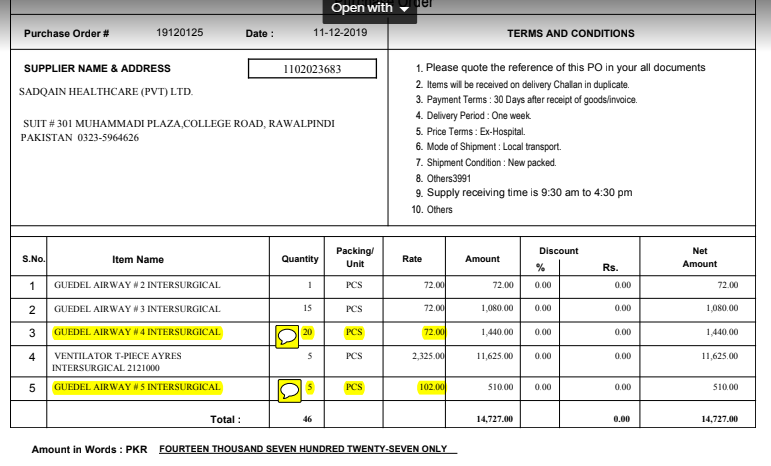 Open with
Order
Purchase Order # 19120125 Date : 11-12-2019 TERMS AND CONDITIONS
SUPPLIER NAME & ADDRESS 1102023683
SADQAIN HEALTHCARE (PVT) LTD.
SUIT # 301 MUHAMMADI PLAZA,COLLEGE ROAD, RAWALPINDI
PAKISTAN 0323-5964626
1. Please quote the reference of this PO in your all documents
2. Items will be received on delivery Challan in duplicate.
3. Payment Terms : 30 Days after receipt of goods/invoice.
4. Delivery Period : One week.
5. Price Terms : Ex-Hospital.
6. Mode of Shipment : Local transport.
7. Shipment Condition : New packed.
8. Others3991
9. Supply receiving time is 9:30 am to 4:30 pm
10. Others
S.No. Item Name Quantity Packing/ Unit Rate Amount Discount % Rs. Net Amount
1 GUEDEL AIRWAY # 2 INTERSURGICAL 1 PCS 72.00 72.00 0.00 0.00 72.00
2 GUEDEL AIRWAY # 3 INTERSURGICAL 15 PCS 72.00 1,080.00 0.00 0.00 1,080.00
3 GUEDEL AIRWAY # 4 INTERSURGICAL 20 PCS 72.00 1,440.00 0.00 0.00 1,440.00
4 VENTILATOR T-PIECE AYRES 5 PCS 2,325.00 11,625.00 0.00 0.00 11,625.00
INTERSURGICAL 2121000
5 GUEDEL AIRWAY # 5 INTERSURGICAL 5 PCS 102.00 510.00 0.00 0.00 510.00
Total : 46 14,727.00 0.00 14,727.00
Amount in Words : PKR FOURTEEN THOUSAND SEVEN HUNDRED TWENTY-SEVEN ONLY